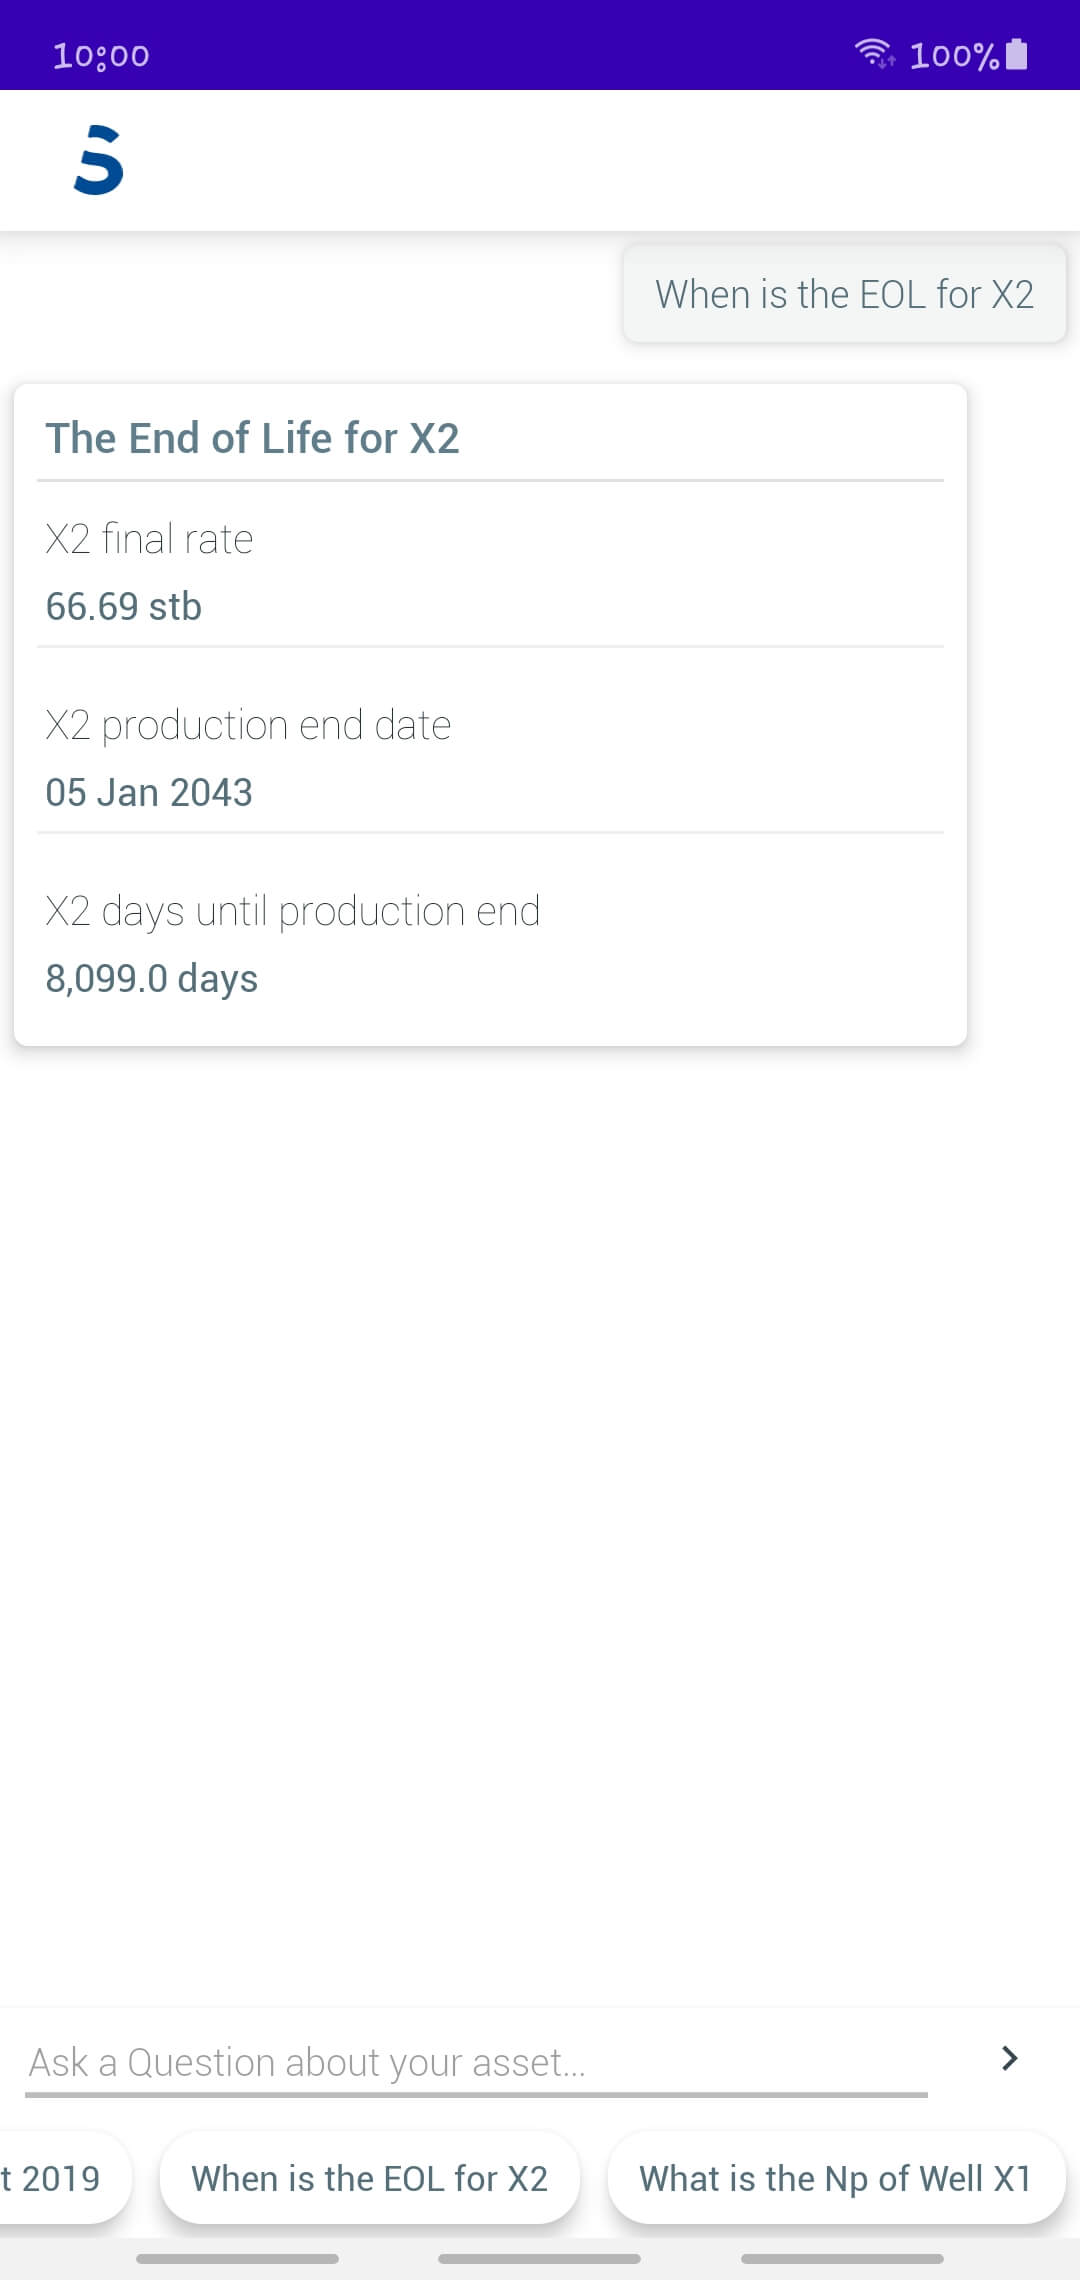 10:00
100%
When is the EOL for X2
The End of Life for X2
X2 final rate
66.69 stb
X2 production end date
05 Jan 2043
X2 days until production end
8,099.0 days
Ask a Question about your asset...
t 2019
When is the EOL for X2
What is the Np of Well X1